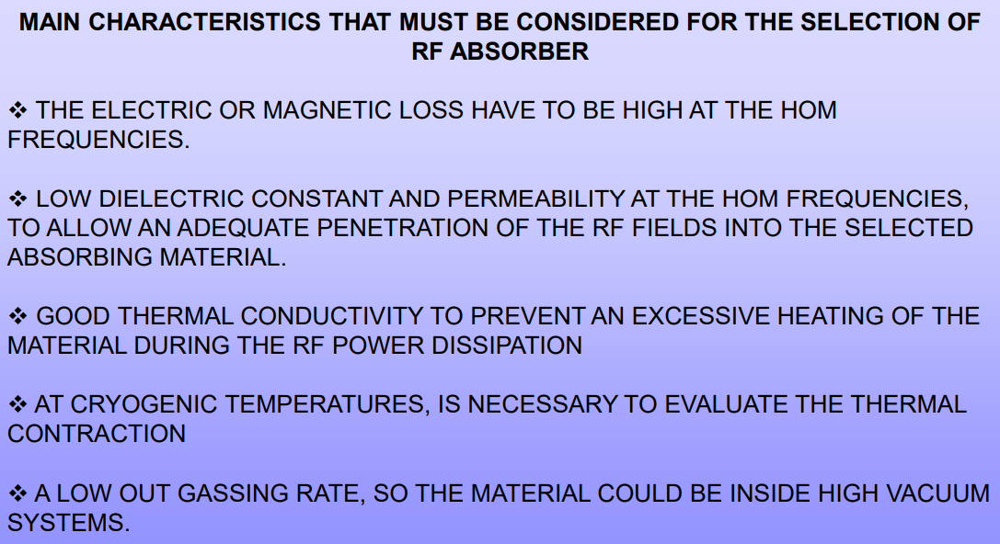 MAIN CHARACTERISTICS THAT MUST BE CONSIDERED FOR THE SELECTION OF
RF ABSORBER
❖ THE ELECTRIC OR MAGNETIC LOSS HAVE TO BE HIGH AT THE HOM
FREQUENCIES.
❖ LOW DIELECTRIC CONSTANT AND PERMEABILITY AT THE HOM FREQUENCIES,
TO ALLOW AN ADEQUATE PENETRATION OF THE RF FIELDS INTO THE SELECTED
ABSORBING MATERIAL.
❖ GOOD THERMAL CONDUCTIVITY TO PREVENT AN EXCESSIVE HEATING OF THE
MATERIAL DURING THE RF POWER DISSIPATION
❖ AT CRYOGENIC TEMPERATURES, IS NECESSARY TO EVALUATE THE THERMAL
CONTRACTION
❖ A LOW OUT GASSING RATE, SO THE MATERIAL COULD BE INSIDE HIGH VACUUM
SYSTEMS.